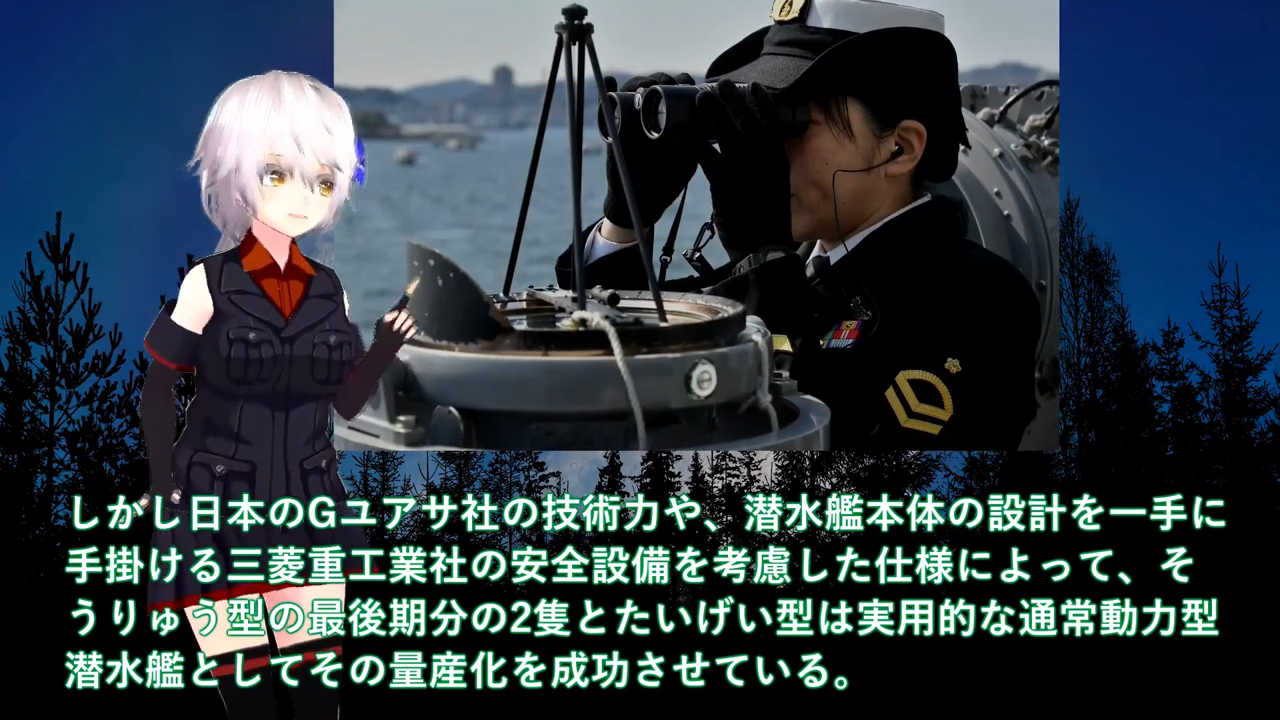 しかし日本のGユアサ社の技術力や、潜水艦本体の設計を一手に
手掛ける三菱重工業社の安全設備を考慮した仕様によって、そ
うりゅう型の最後期分の2隻とたいげい型は実用的な通常動力型
潜水艦としてその量産化を成功させている。